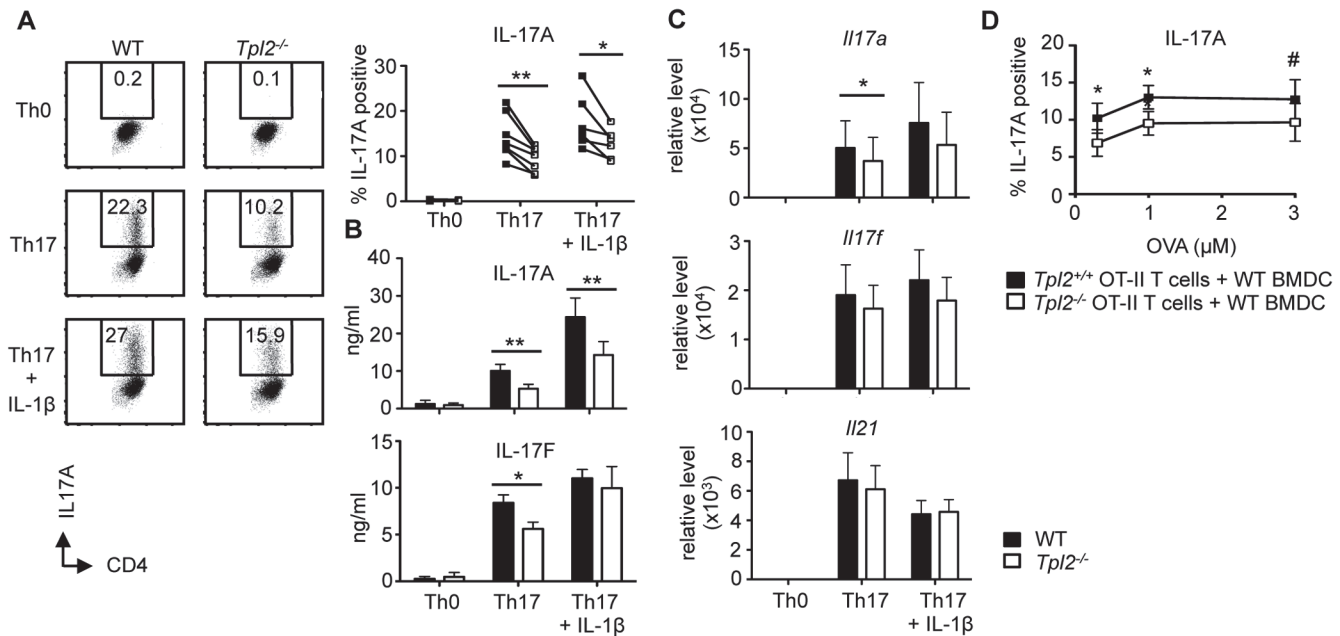 A
WT
Tpl2-/-
Th0
0.2
0.1
Th17
22.3
10.2
Th17
+
IL-1β
27
15.9
IL17A
CD4
IL-17A
% IL-17A positive
30
20
10
0
**
*
Th0
Th17
Th17
+ IL-1β
B
IL-17A
ng/ml
40
30
20
10
0
**
**
IL-17F
ng/ml
15
10
5
0
*
Th0
Th17
Th17
+ IL-1β
C
Il17a
relative level
(x10⁴)
15
10
5
0
*
Il17f
relative level
(x10⁴)
3
2
1
0
Il21
relative level
(x10³)
10
8
6
4
6
0
Th0
Th17
Th17
+ IL-1β
D
IL-17A
% IL-17A positive
20
15
10
5
0
*
*
#
0
1
2
3
OVA (µM)
Tpl2+/+ OT-II T cells + WT BMDC
Tpl2-/- OT-II T cells + WT BMDC
WT
Tpl2-/-